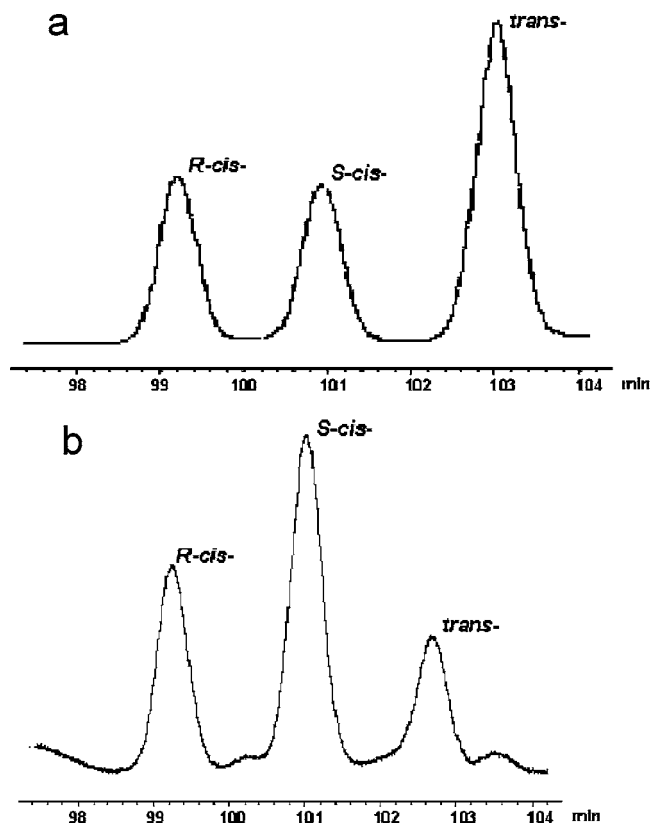 a
trans-
R-cis- S-cis-
98 99 100 101 102 103 104 min
b
S-cis-
R-cis-
trans-
98 99 100 101 102 103 104 min